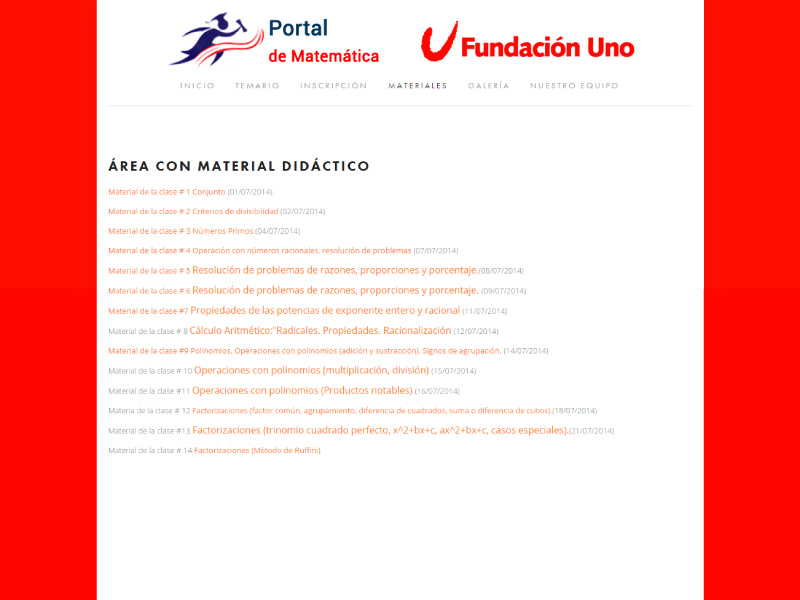 Portal
de Matemática
Fundación Uno
INICIO TEMARIO INSCRIPCIÓN MATERIALES GALERÍA NUESTRO EQUIPO
ÁREA CON MATERIAL DIDÁCTICO
Material de la clase # 1 Conjunto (01/07/2014)
Material de la clase # 2 Criterios de divisibilidad (02/07/2014)
Material de la clase # 3 Números Primos (04/07/2014)
Material de la clase # 4 Operación con números racionales. resolución de problemas (07/07/2014)
Material de la clase # 5 Resolución de problemas de razones, proporciones y porcentaje.(08/07/2014)
Material de la clase # 6 Resolución de problemas de razones, proporciones y porcentaje. (09/07/2014)
Material de la clase #7 Propiedades de las potencias de exponente entero y racional (11/07/2014)
Material de la clase # 8 Cálculo Aritmético:"Radicales. Propiedades. Racionalización (12/07/2014)
Material de la clase #9 Polinomios. Operaciones con polinomios (adición y sustracción). Signos de agrupación. (14/07/2014)
Material de la clase # 10 Operaciones con polinomios (multiplicación, división) (15/07/2014)
Material de la clase #11 Operaciones con polinomios (Productos notables) (16/07/2014)
Materia de la clase # 12 Factorizaciones (factor común, agrupamiento, diferencia de cuadrados, suma o diferencia de cubos).(18/07/2014)
Material de la clase #13 Factorizaciones (trinomio cuadrado perfecto, x^2+bx+c, ax^2+bx+c, casos especiales).(21/07/2014)
Material de la clase # 14 Factorizaciones (Método de Ruffini)